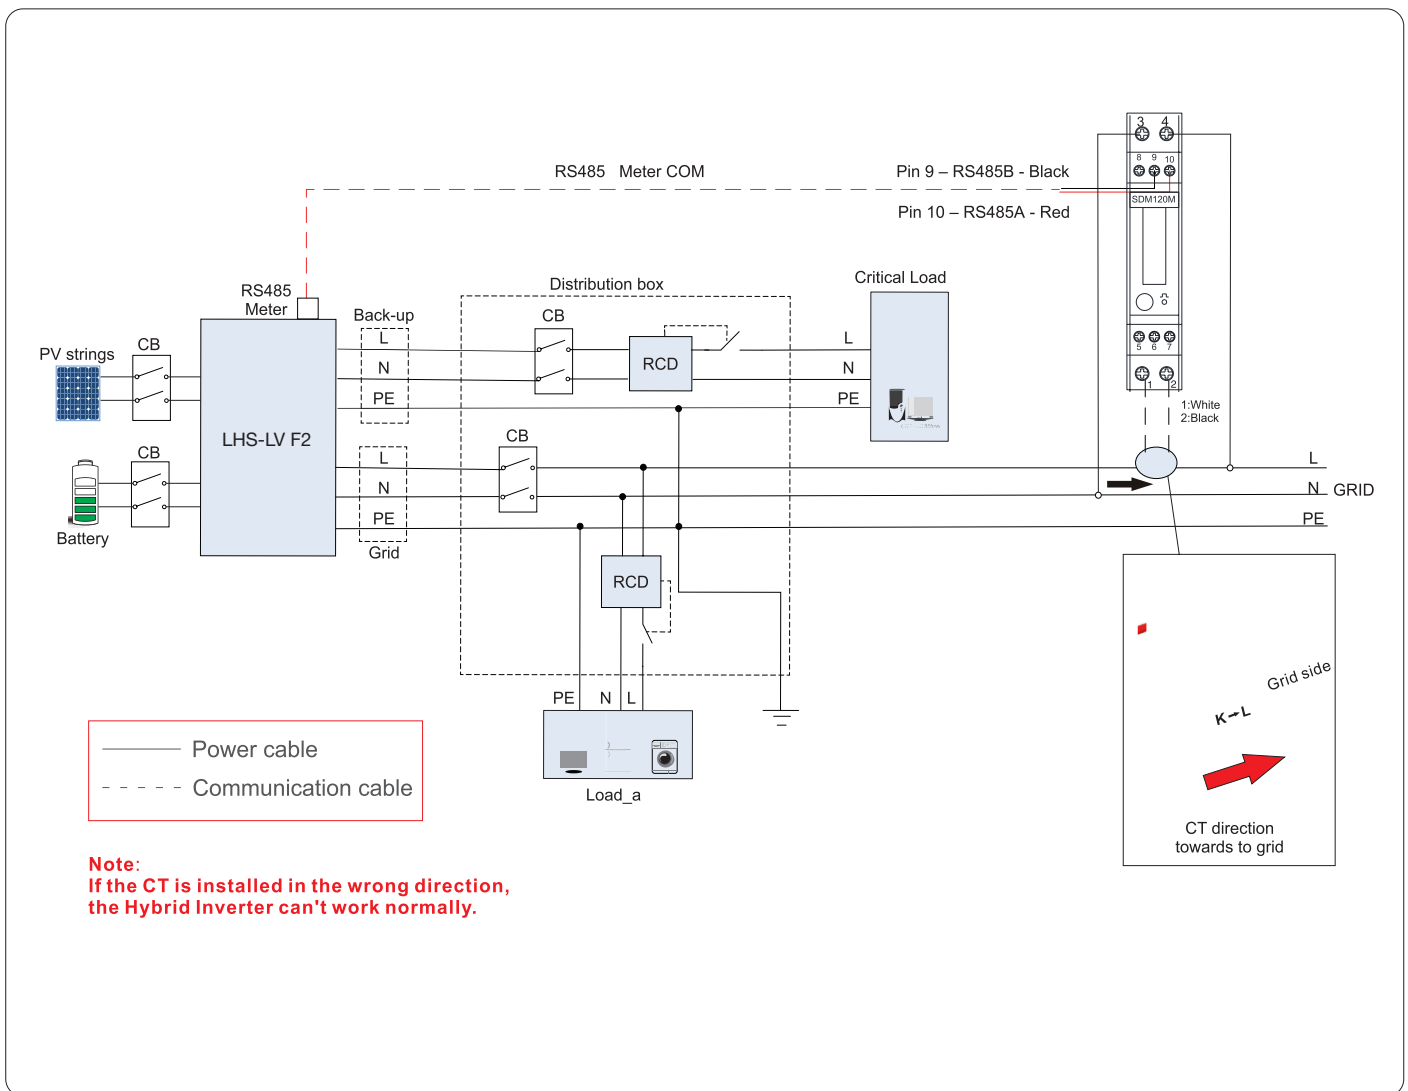 3 4
8 9 10
RS485 Meter COM
Pin 9 – RS485B - Black
Pin 10 – RS485A - Red
SDM120M
Distribution box
Critical Load
RS485
Meter
Back-up
CB
PV strings
CB
L
N
PE
RCD
L
N
PE
5 6 7
1 2
1:White
2:Black
LHS-LV F2
CB
Battery
L
N
PE
Grid
CB
L
N GRID
PE
RCD
PE N L
Load_a
Grid side
K→L
CT direction
towards to grid
Power cable
Communication cable
Note:
If the CT is installed in the wrong direction,
the Hybrid Inverter can't work normally.